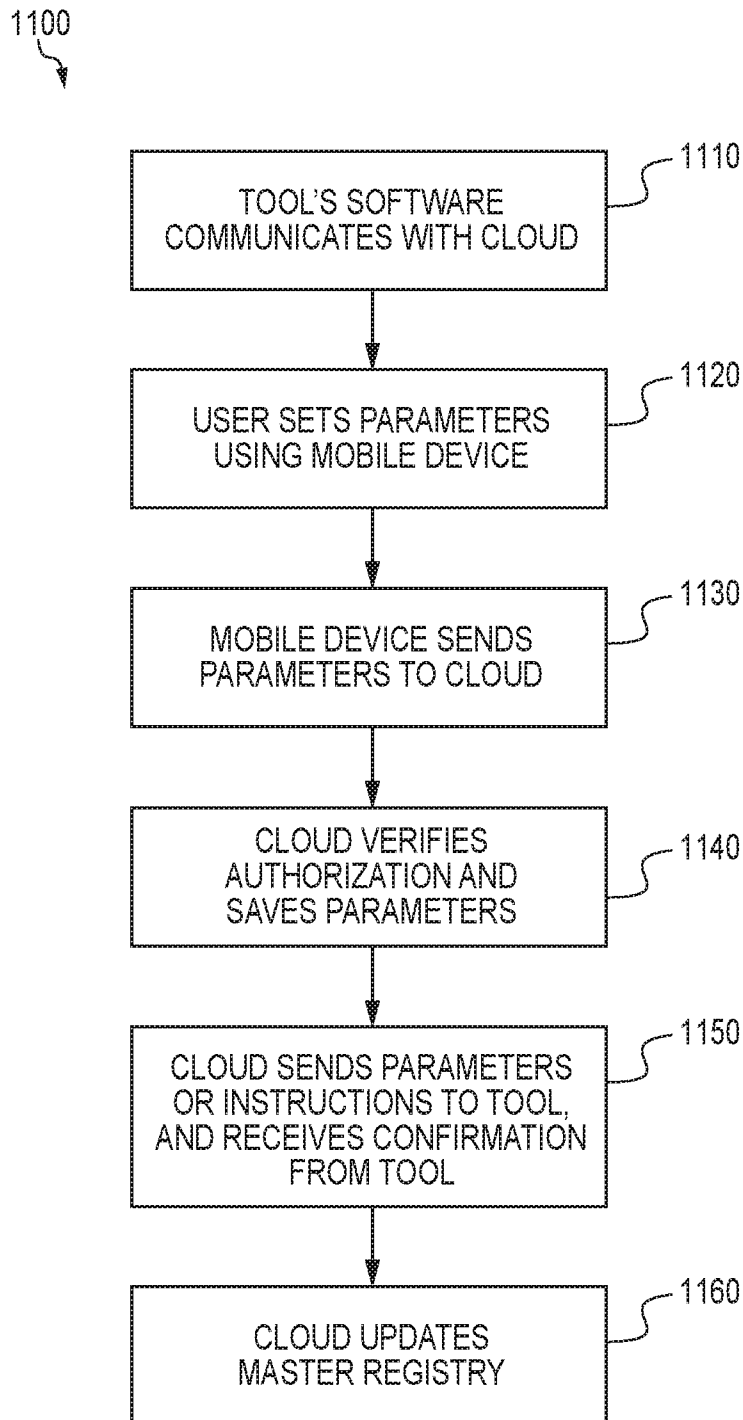 1100
1110
TOOL'S SOFTWARE
COMMUNICATES WITH CLOUD
1120
USER SETS PARAMETERS
USING MOBILE DEVICE
1130
MOBILE DEVICE SENDS
PARAMETERS TO CLOUD
1140
CLOUD VERIFIES
AUTHORIZATION AND
SAVES PARAMETERS
1150
CLOUD SENDS PARAMETERS
OR INSTRUCTIONS TO TOOL,
AND RECEIVES CONFIRMATION
FROM TOOL
1160
CLOUD UPDATES
MASTER REGISTRY